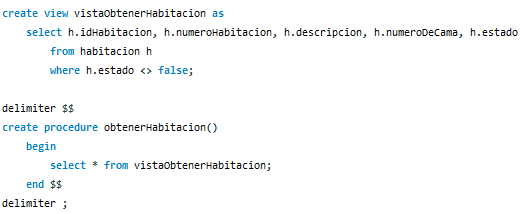 create view vistaObtenerHabitacion as
select h.idHabitacion, h.numeroHabitacion, h.descripcion, h.numeroDeCama, h.estado
from habitacion h
where h.estado <> false;
delimiter $$
create procedure obtenerHabitacion()
begin
select * from vistaObtenerHabitacion;
end $$
delimiter ;